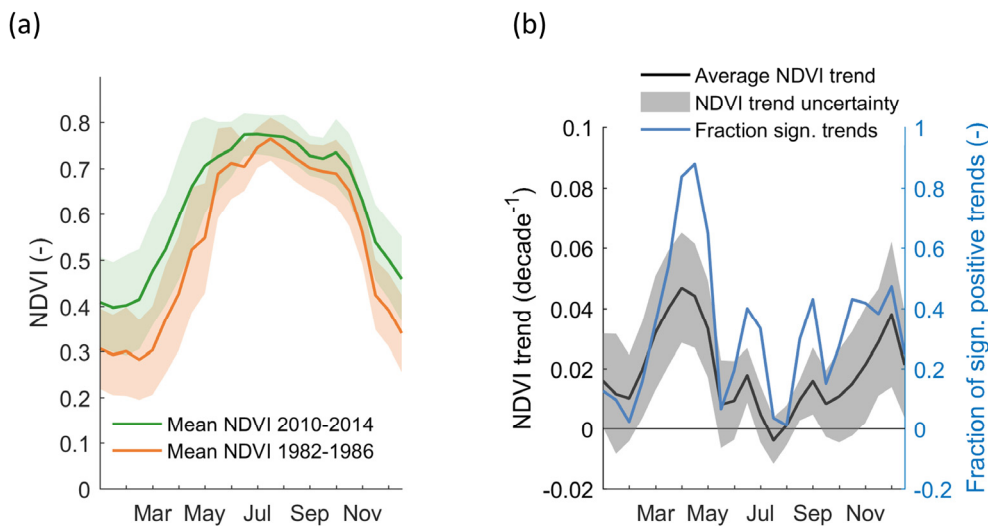 (a)
(b)
NDVI (-)
0.8
0.7
0.6
0.5
0.4
0.3
0.2
0.1
0
Mean NDVI 2010-2014
Mean NDVI 1982-1986
Mar May Jul Sep Nov
Average NDVI trend
NDVI trend uncertainty
Fraction sign. trends
NDVI trend (decade⁻¹)
0.1
0.08
0.06
0.04
0.02
0
-0.02
Mar May Jul Sep Nov
1
0.8
0.6
0.4
0.2
0
-0.2
Fraction of sign. positive trends (-)